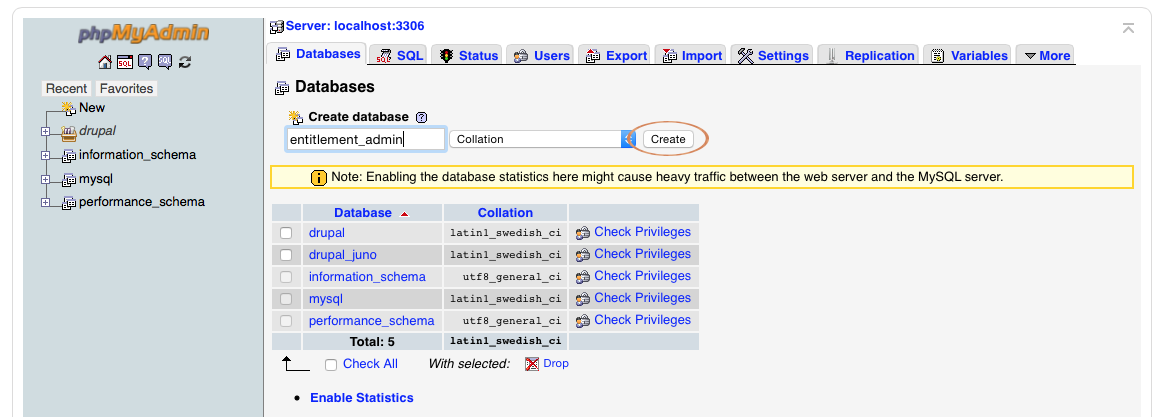 phpMyAdmin
SQL ? SQL
Recent Favorites
New
drupal
information_schema
mysql
performance_schema
Server: localhost:3306
Databases SQL Status Users Export Import Settings Replication Variables More
Databases
Create database ?
entitlement_admin Collation Create
Note: Enabling the database statistics here might cause heavy traffic between the web server and the MySQL server.
Database Collation
drupal latin1_swedish_ci Check Privileges
drupal_juno latin1_swedish_ci Check Privileges
information_schema utf8_general_ci Check Privileges
mysql latin1_swedish_ci Check Privileges
performance_schema utf8_general_ci Check Privileges
Total: 5 latin1_swedish_ci
Check All With selected: Drop
Enable Statistics